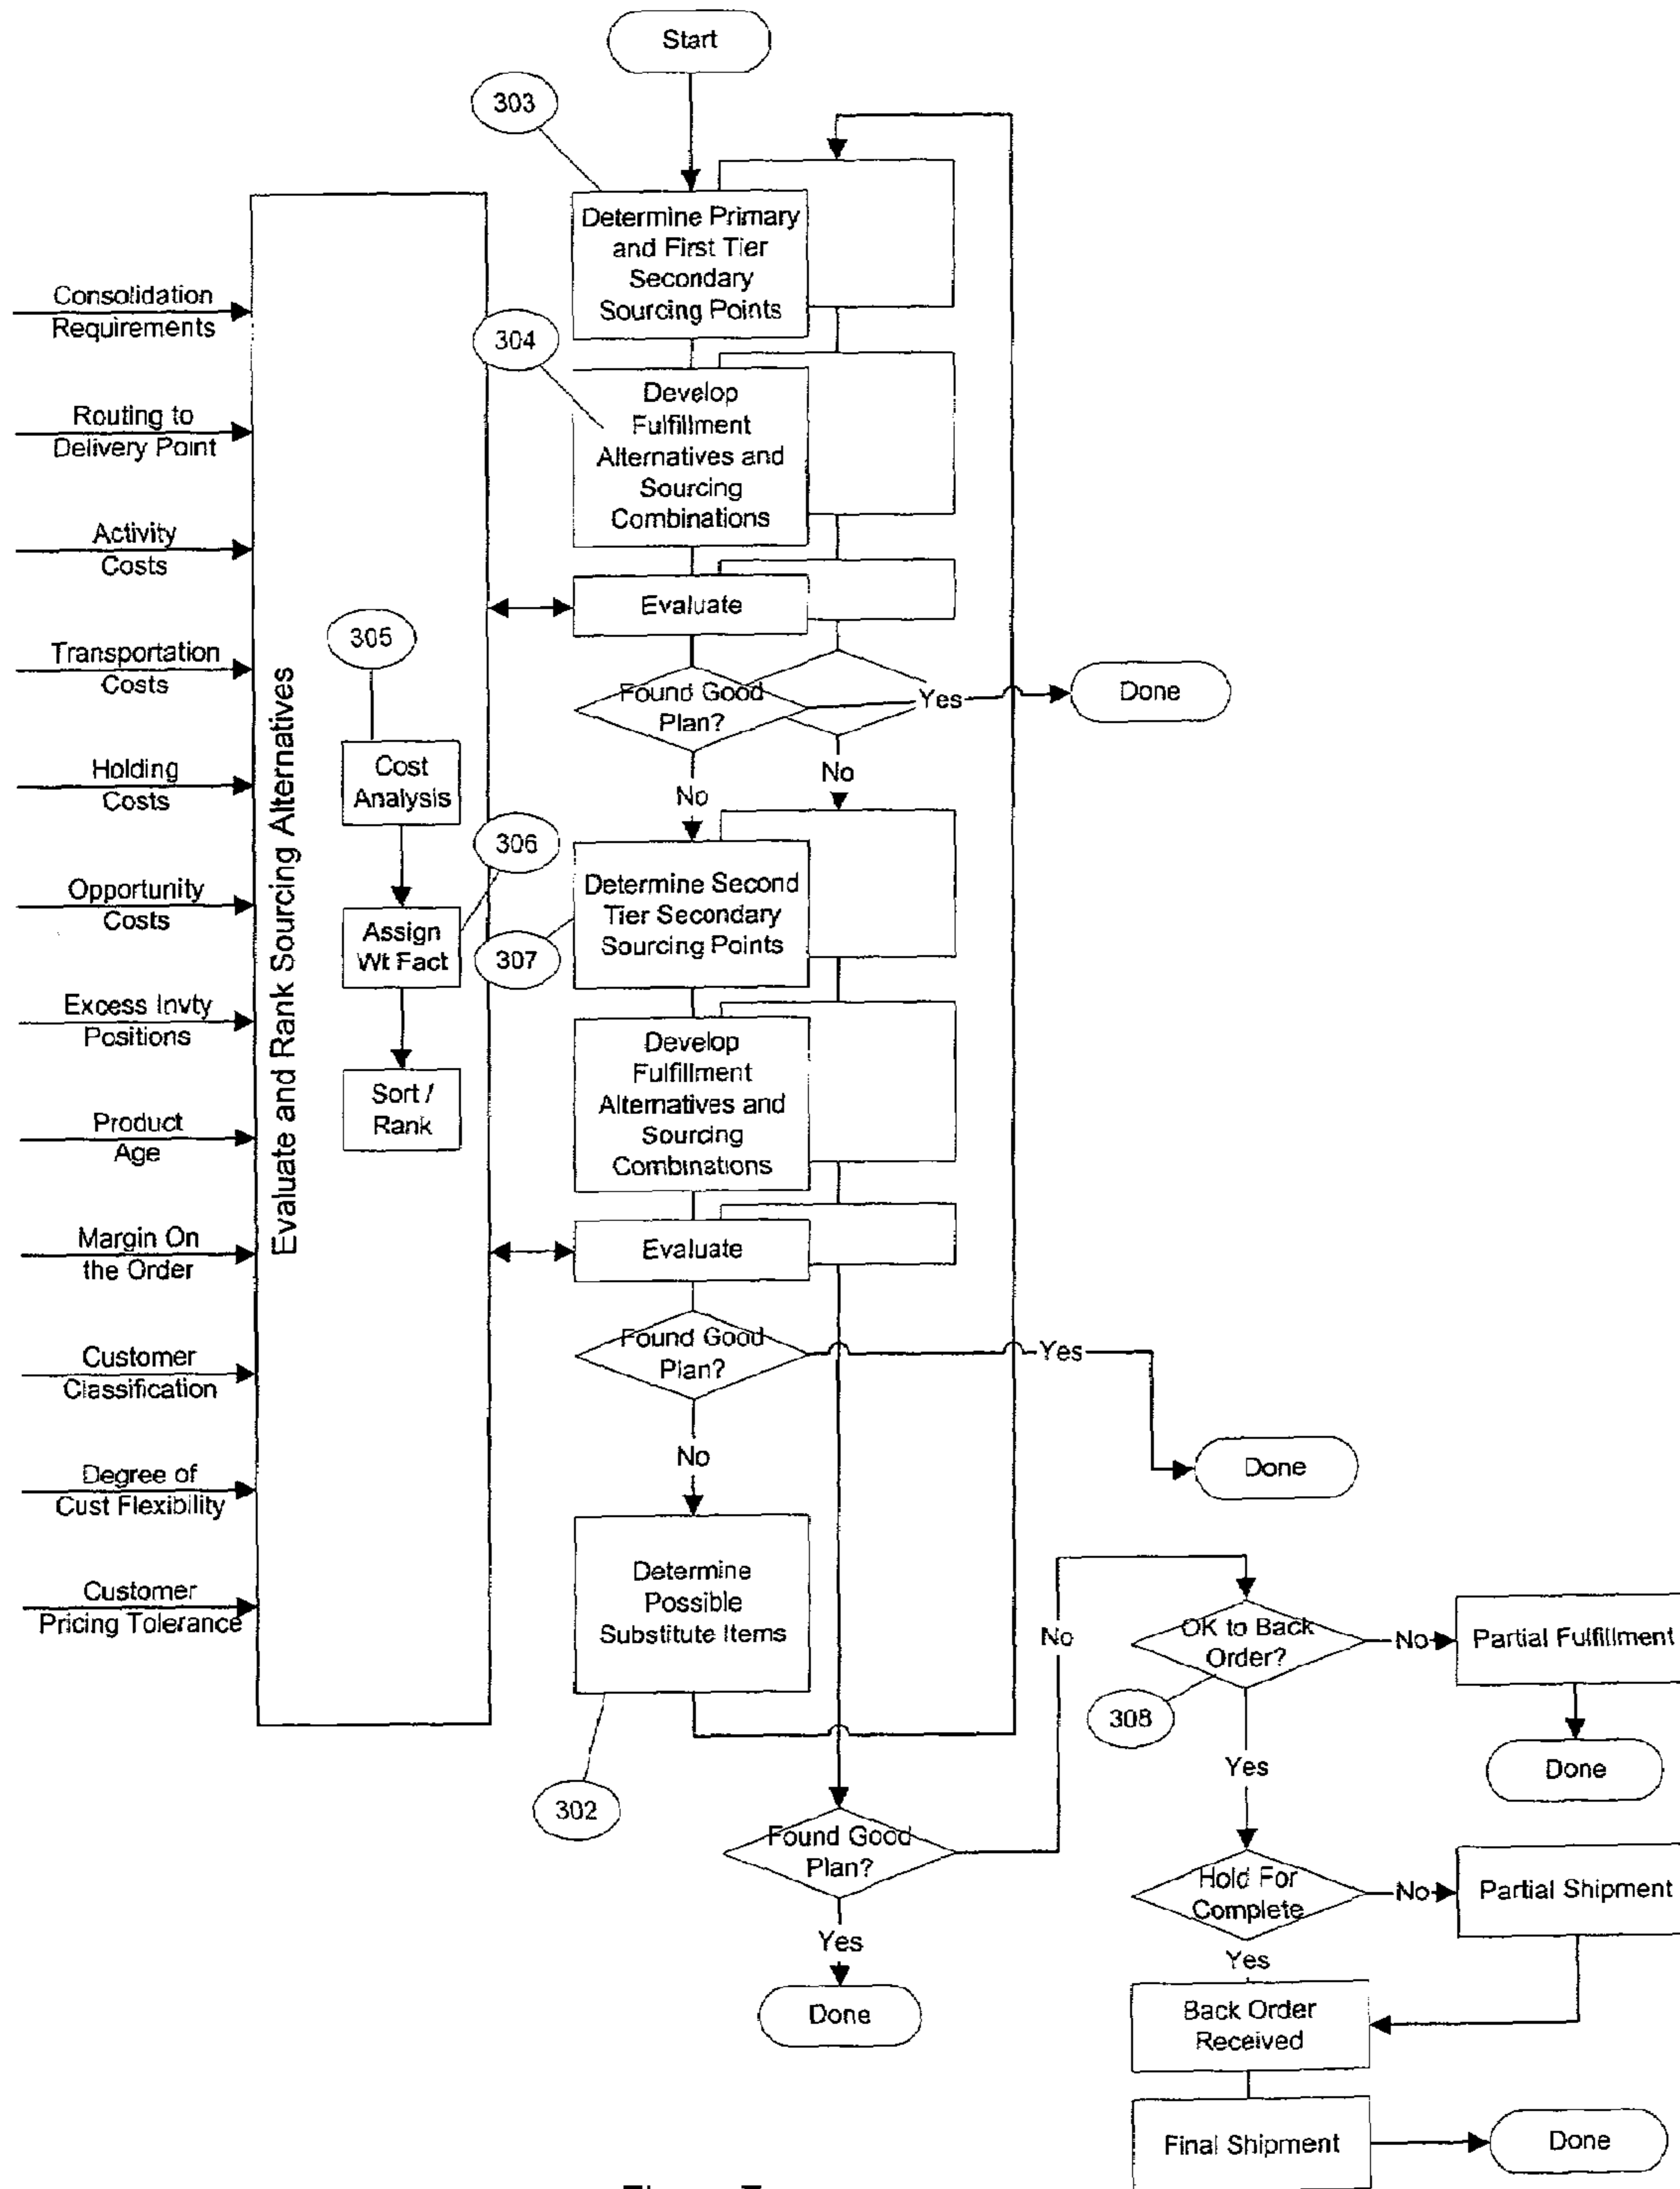 Start
303
Determine Primary
and First Tier
Secondary
Sourcing Points
Consolidation
Requirements
304
Develop
Fulfillment
Alternatives and
Sourcing
Combinations
Routing to
Delivery Point
Activity
Costs
Evaluate
305
Transportation
Costs
Found Good
Plan?
Yes
Done
Evaluate and Rank Sourcing Alternatives
Cost
Analysis
Holding
Costs
No
No
306
Determine Second
Tier Secondary
Sourcing Points
Opportunity
Costs
Assign
Wt Fact
307
Excess Invty
Positions
Develop
Fulfillment
Alternatives and
Sourcing
Combinations
Sort /
Rank
Product
Age
Margin On
the Order
Evaluate
Found Good
Plan?
Yes
Customer
Classification
No
Done
Degree of
Cust Flexibility
Determine
Possible
Substitute Items
Customer
Pricing Tolerance
No
OK to Back
Order?
No
Partial Fulfillment
308
Done
Yes
302
Found Good
Plan?
Hold For
Complete
No
Partial Shipment
Yes
Yes
Done
Back Order
Received
Final Shipment
Done